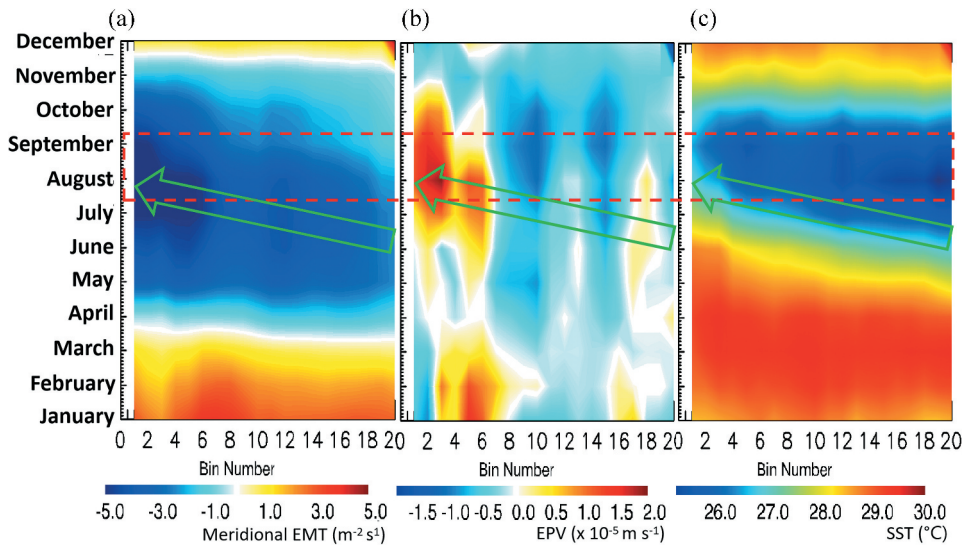 (a) (b) (c)
December
November
October
September
August
July
June
May
April
March
February
January
0 2 4 6 8 10 12 14 16 18 20
2 4 6 8 10 12 14 16 18 20
2 4 6 8 10 12 14 16 18 20
Bin Number
Bin Number
Bin Number
-5.0 -3.0 -1.0 1.0 3.0 5.0
-1.5 -1.0 -0.5 0.0 0.5 1.0 1.5 2.0
26.0 27.0 28.0 29.0 30.0
Meridional EMT (m⁻² s¹)
EPV (x 10⁻⁵ m s⁻¹)
SST (°C)